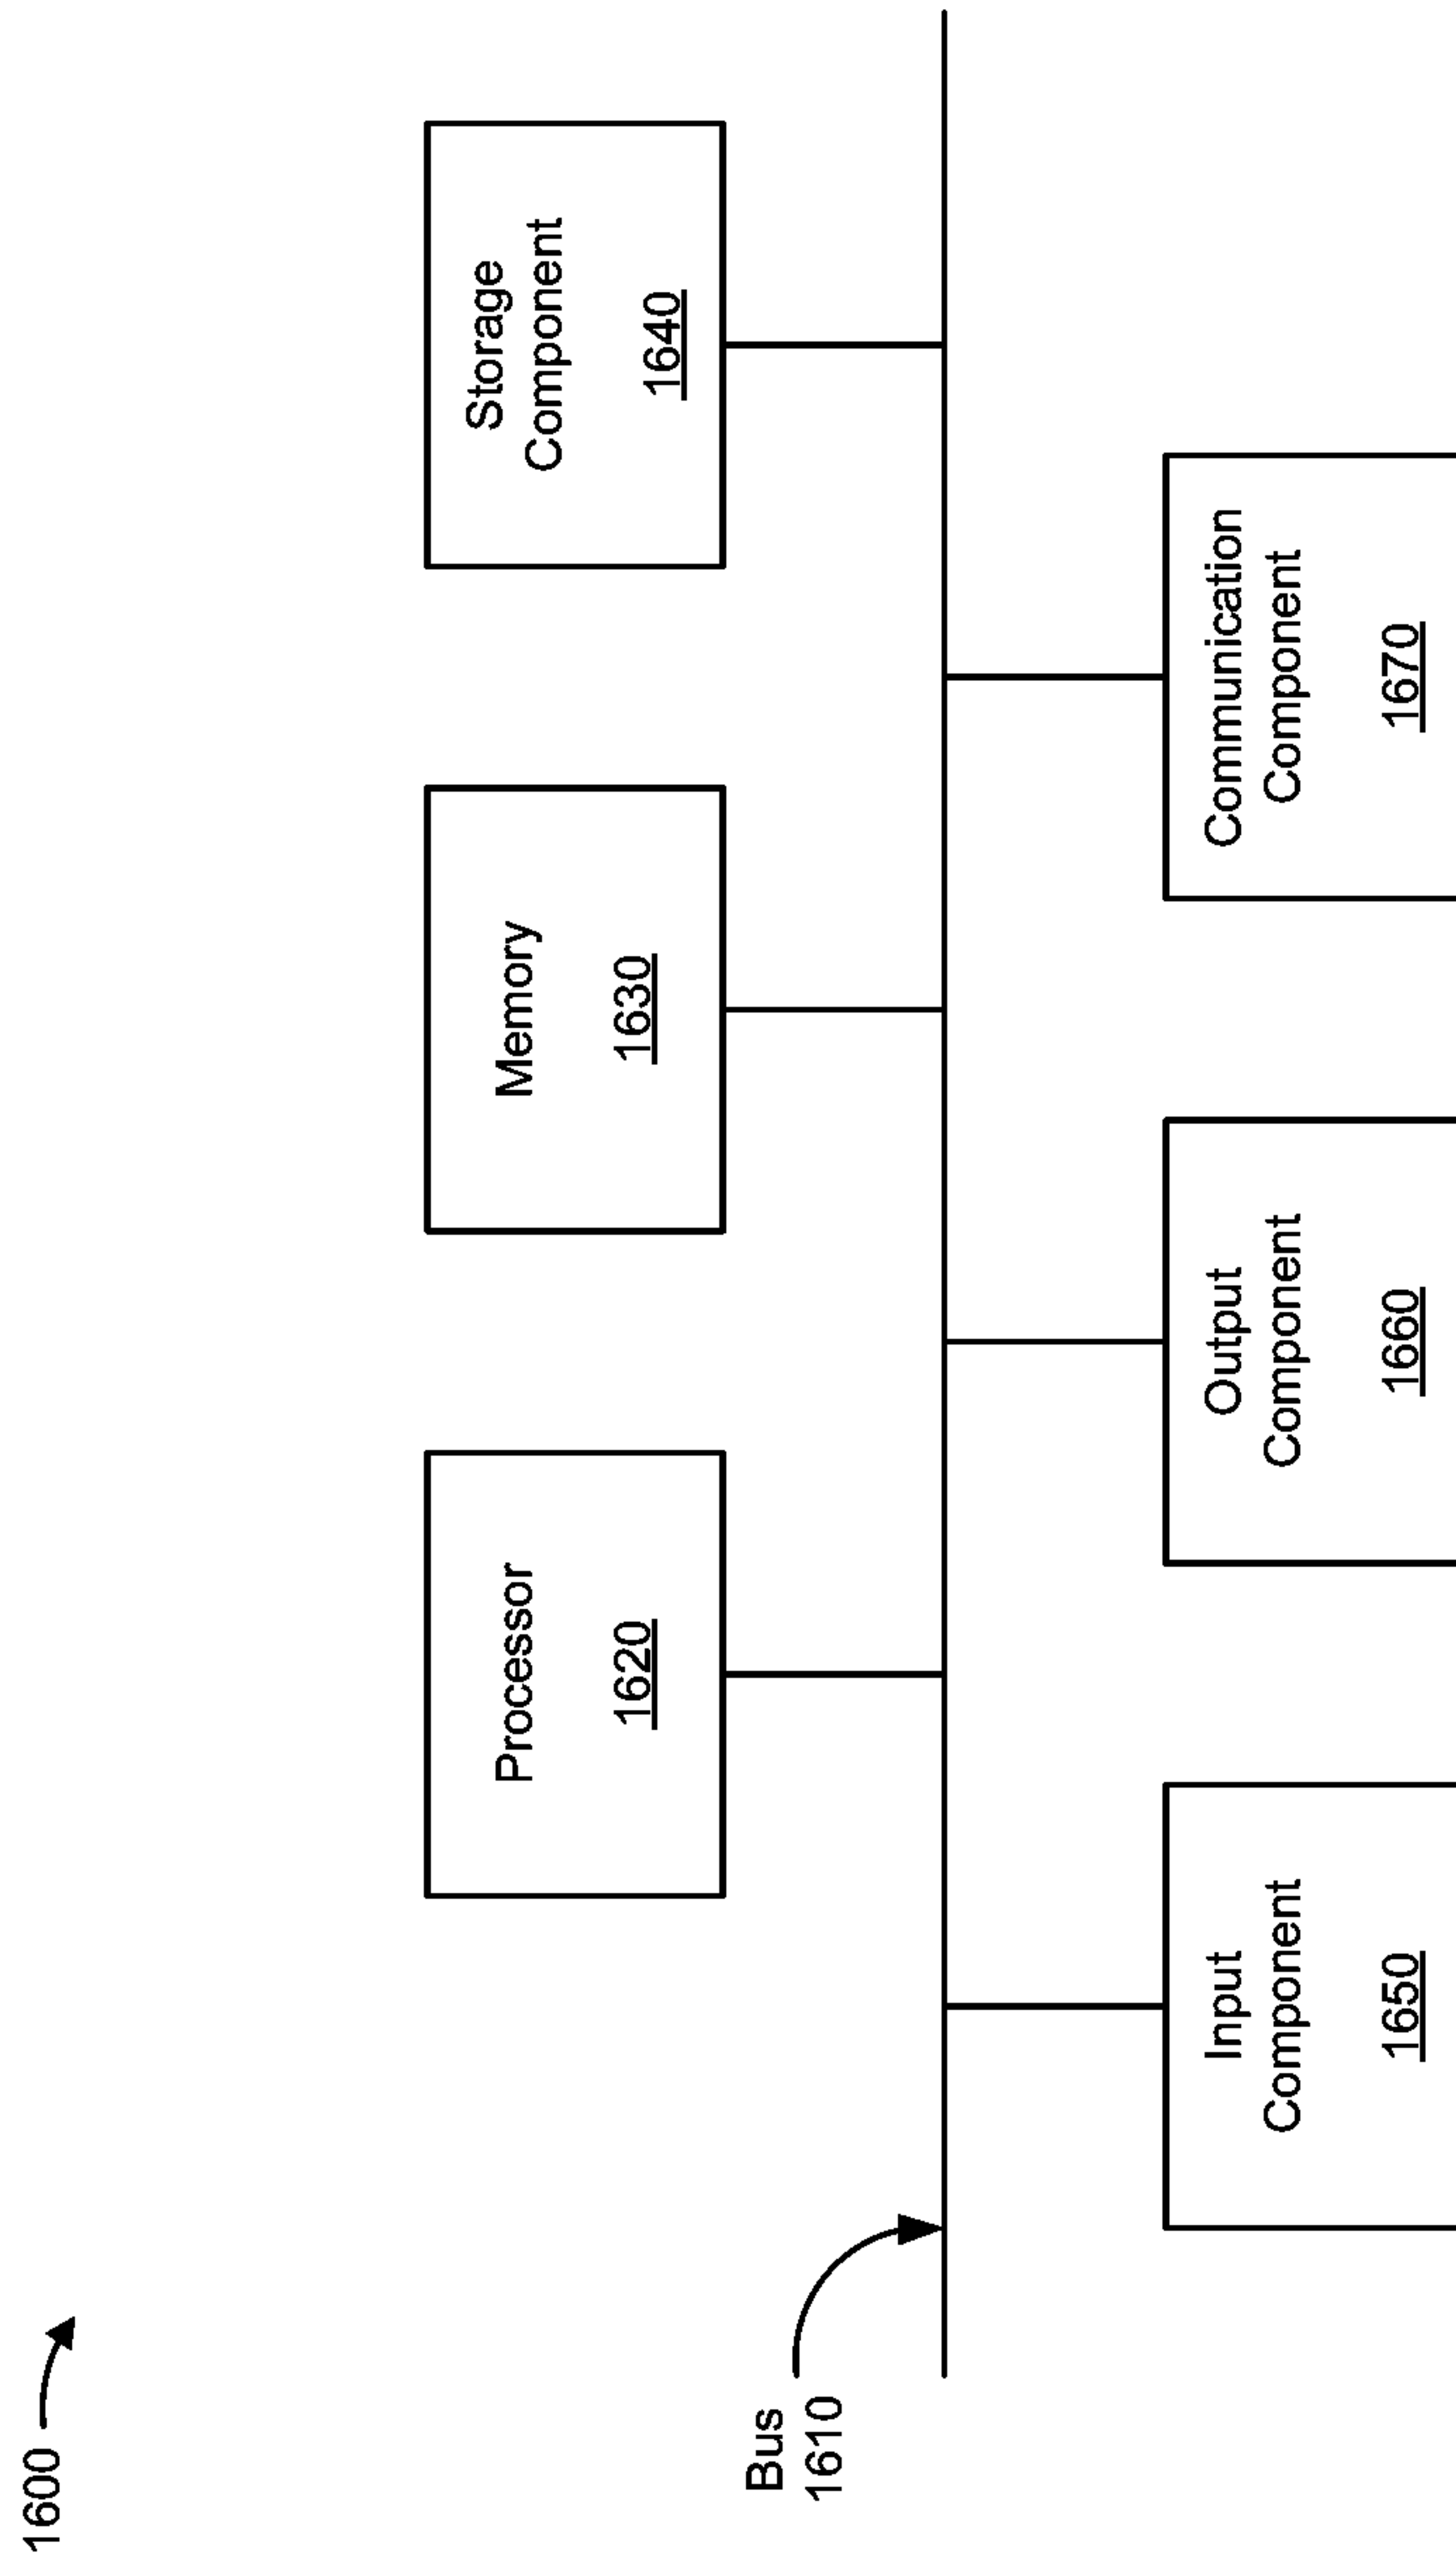 1600
Processor
1620
Memory
1630
Storage
Component
1640
Bus
1610
Input
Component
1650
Output
Component
1660
Communication
Component
1670